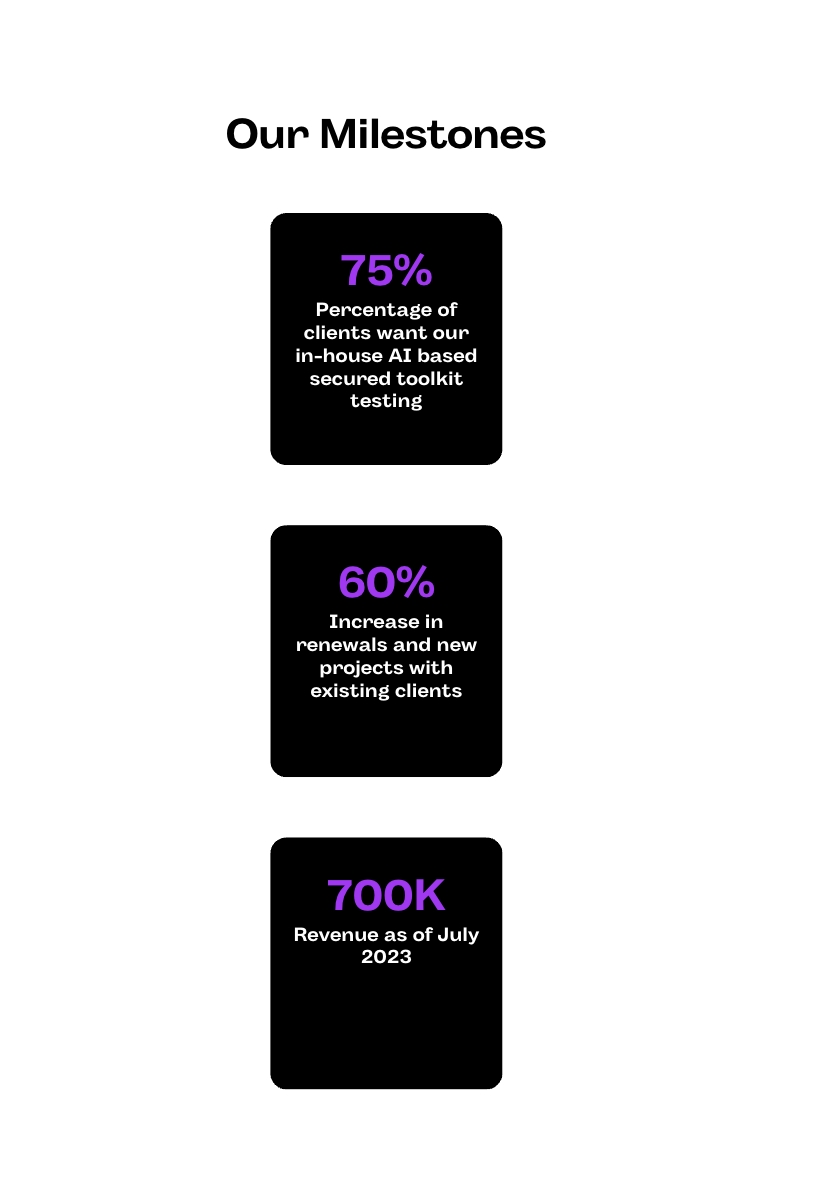 Our Milestones
75%
Percentage of
clients want our
in-house AI based
secured toolkit
testing
60%
Increase in
renewals and new
projects with
existing clients
700K
Revenue as of July
2023